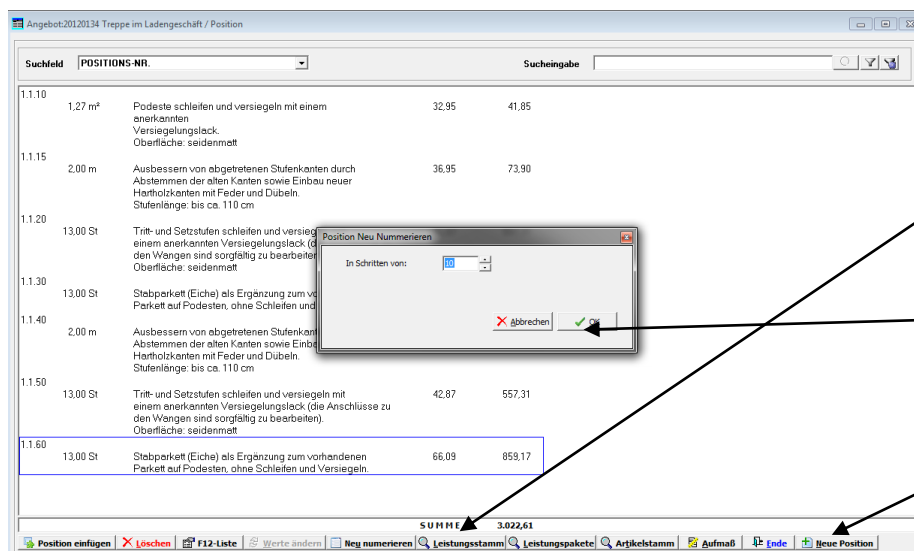 Angebot:20120134 Treppe im Ladengeschäft / Position
Suchfeld POSITIONS-NR. Sucheingabe
1.1.10
1,27 m² Podeste schleifen und versiegeln mit einem 32,95 41,85
anerkannten
Versiegelungslack.
Oberfläche: seidenmatt
1.1.15
2,00 m Ausbessern von abgetretenen Stufenkanten durch 36,95 73,90
Abstemmen der alten Kanten sowie Einbau neuer
Hartholzkanten mit Feder und Dübeln.
Stufenlänge: bis ca. 110 cm
1.1.20
13,00 St Tritt- und Setzstufen schleifen und versieg
einem anerkannten Versiegelungslack (d
den Wangen sind sorgfältig zu bearbeiten
Oberfläche: seidenmatt
1.1.30
13,00 St Stabparkett (Eiche) als Ergänzung zum vo
Parkett auf Podesten, ohne Schleifen und
1.1.40
2,00 m Ausbessern von abgetretenen Stufenkant
Abstemmen der alten Kanten sowie Einba
Hartholzkanten mit Feder und Dübeln.
Stufenlänge: bis ca. 110 cm
1.1.50
13,00 St Tritt- und Setzstufen schleifen und versiegeln mit 42,87 557,31
einem anerkannten Versiegelungslack (die Anschlüsse zu
den Wangen sind sorgfältig zu bearbeiten).
Oberfläche: seidenmatt
1.1.60
13,00 St Stabparkett (Eiche) als Ergänzung zum vorhandenen 66,09 859,17
Parkett auf Podesten, ohne Schleifen und Versiegeln.
Position Neu Nummerieren
In Schritten von: 10
Abbrechen OK
SUMME 3.022,61
Position einfügen Löschen F12-Liste Werte ändern Neu numerieren Leistungsstamm Leistungspakete Artikelstamm Aufmaß Ende Neue Position